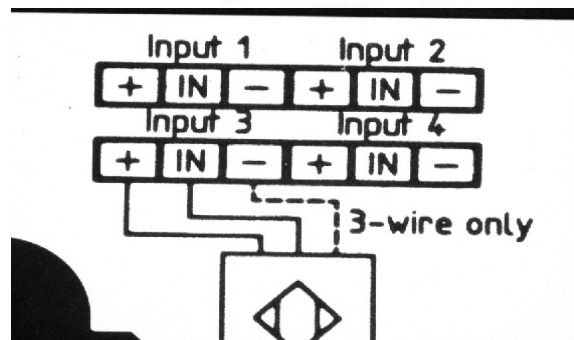 Input 1 Input 2
+ IN − + IN −
Input 3 Input 4
+ IN − + IN −
3-wire only